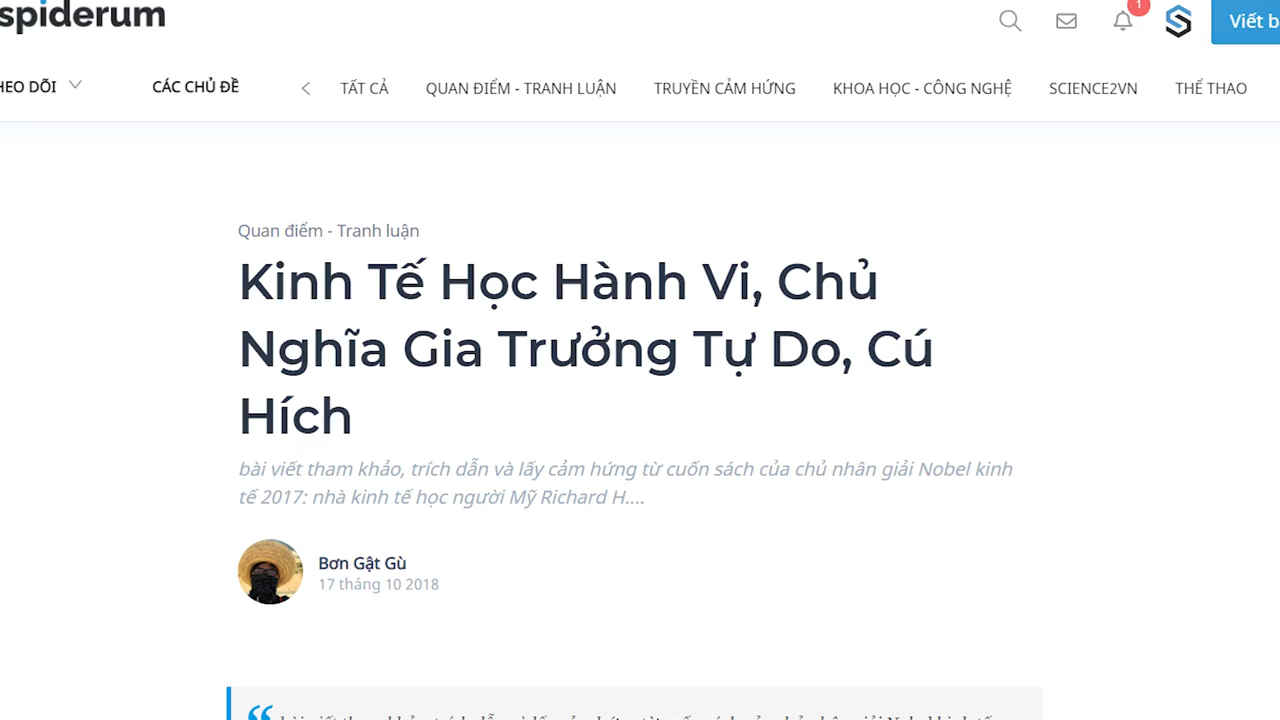 spiderum
1
Viết b
HEO DÕI
CÁC CHỦ ĐỀ
TẤT CẢ
QUAN ĐIỂM - TRANH LUẬN
TRUYỀN CẢM HỨNG
KHOA HỌC - CÔNG NGHỆ
SCIENCE2VN
THỂ THAO
Quan điểm - Tranh luận
Kinh Tế Học Hành Vi, Chủ
Nghĩa Gia Trưởng Tự Do, Cú
Hích
bài viết tham khảo, trích dẫn và lấy cảm hứng từ cuốn sách của chủ nhân giải Nobel kinh
tế 2017: nhà kinh tế học người Mỹ Richard H....
Bơn Gật Gù
17 tháng 10 2018